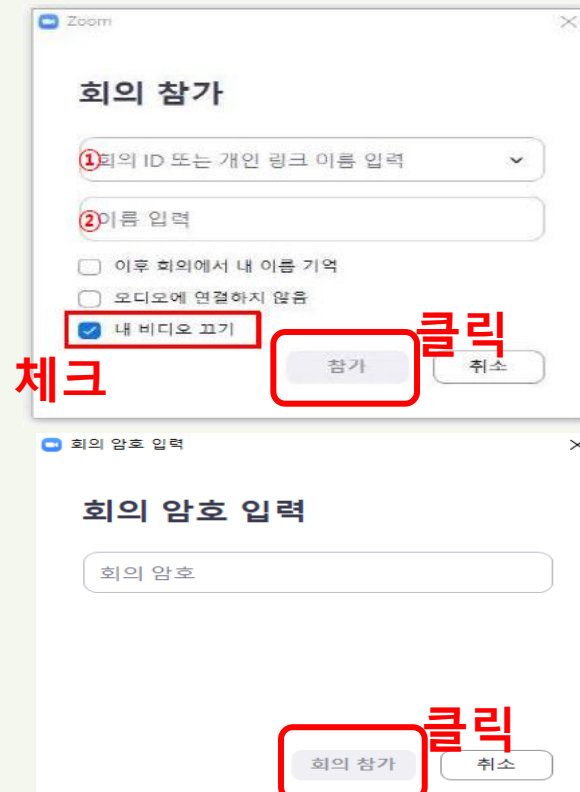 Zoom
회의 참가
①회의 ID 또는 개인 링크 이름 입력
②이름 입력
이후 회의에서 내 이름 기억
오디오에 연결하지 않음
내 비디오 끄기
클릭
체크
참가
취소
회의 암호 입력
회의 암호 입력
회의 암호
클릭
회의 참가
취소